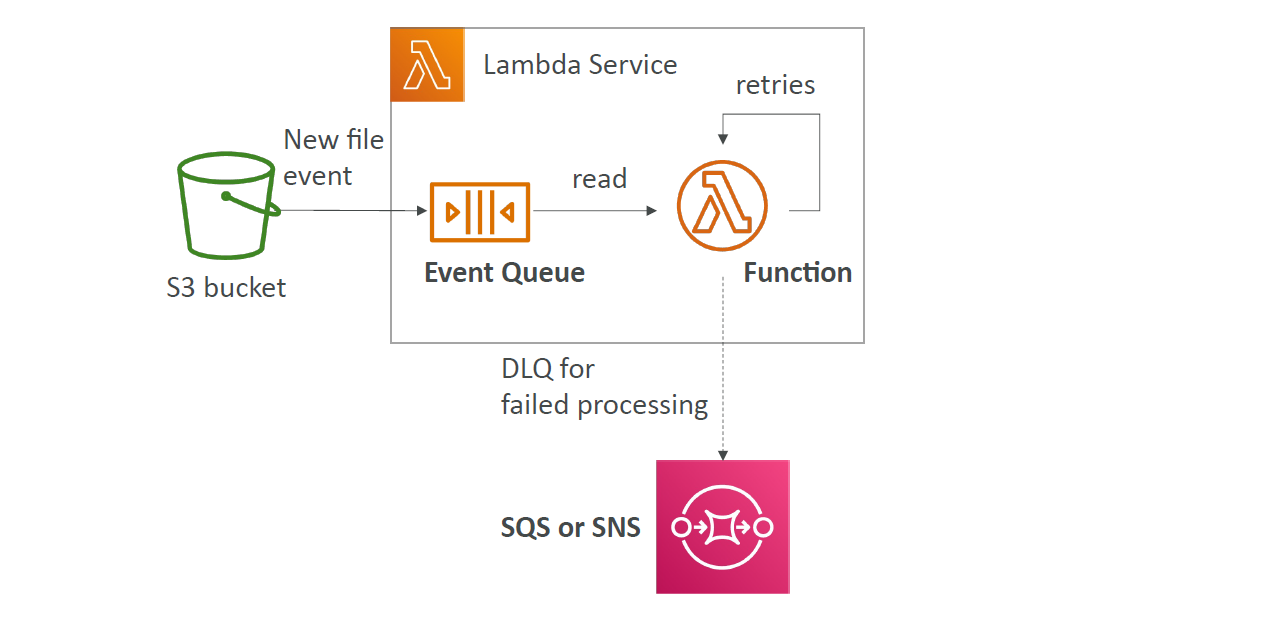 Lambda Service
retries
New file
event
read
Event Queue
Function
S3 bucket
DLQ for
failed processing
SQS or SNS